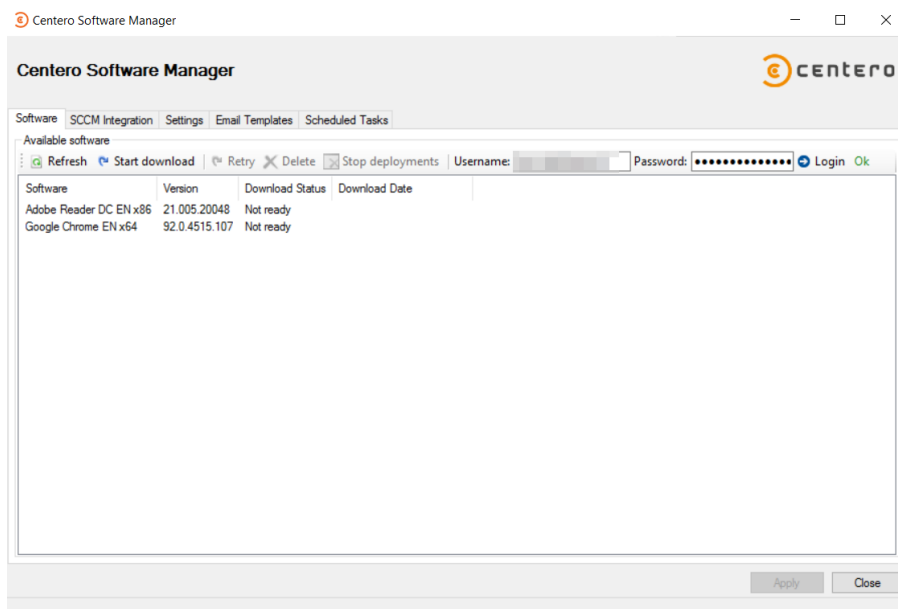 Centero Software Manager
Centero Software Manager
centero
Software SCCM Integration Settings Email Templates Scheduled Tasks
Available software
Refresh Start download Retry Delete Stop deployments Username: Password: •••••••••••••• Login Ok
Software Version Download Status Download Date
Adobe Reader DC EN x86 21.005.20048 Not ready
Google Chrome EN x64 92.0.4515.107 Not ready
Apply Close